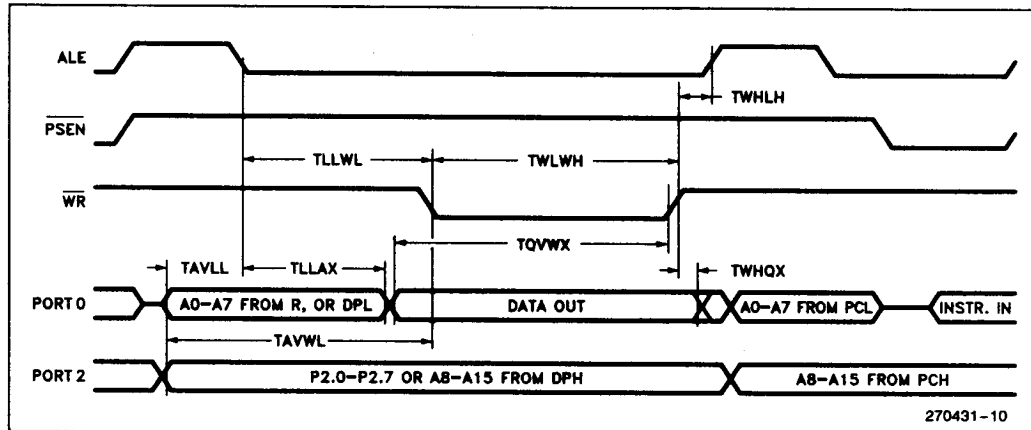 ALE
TWHLH
PSEN
TLLWL
TWLWH
WR
TQVWX
TAVLL
TLLAX
TWHQX
PORT 0
A0–A7 FROM R, OR DPL
DATA OUT
A0–A7 FROM PCL
INSTR. IN
TAVWL
PORT 2
P2.0–P2.7 OR A8–A15 FROM DPH
A8–A15 FROM PCH
270431–10